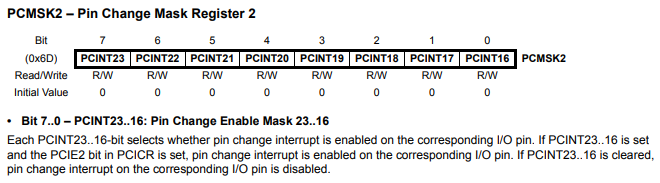 PCMSK2 – Pin Change Mask Register 2
Bit 7 6 5 4 3 2 1 0
(0x6D) PCINT23 PCINT22 PCINT21 PCINT20 PCINT19 PCINT18 PCINT17 PCINT16 PCMSK2
Read/Write R/W R/W R/W R/W R/W R/W R/W R/W
Initial Value 0 0 0 0 0 0 0 0
• Bit 7..0 – PCINT23..16: Pin Change Enable Mask 23..16
Each PCINT23..16-bit selects whether pin change interrupt is enabled on the corresponding I/O pin. If PCINT23..16 is set
and the PCIE2 bit in PCICR is set, pin change interrupt is enabled on the corresponding I/O pin. If PCINT23..16 is cleared,
pin change interrupt on the corresponding I/O pin is disabled.